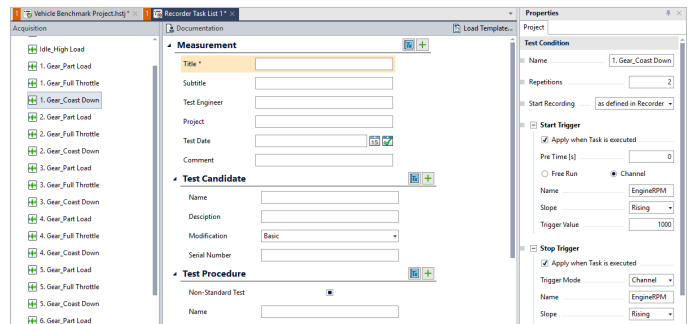 1 Vehicle Benchmark Project.hstj * ×
1 Recorder Task List 1 * ×
Acquisition
Idle_High Load
1. Gear_Part Load
1. Gear_Full Throttle
1. Gear_Coast Down
2. Gear_Part Load
2. Gear_Full Throttle
2. Gear_Coast Down
3. Gear_Part Load
3. Gear_Full Throttle
3. Gear_Coast Down
4. Gear_Part Load
4. Gear_Full Throttle
4. Gear_Coast Down
5. Gear_Part Load
5. Gear_Full Throttle
5. Gear_Coast Down
6. Gear_Part Load
Documentation
Load Template...
Measurement
Title *
Subtitle
Test Engineer
Project
Test Date
15
Comment
Test Candidate
Name
Desciption
Modification Basic
Serial Number
Test Procedure
Non-Standard Test
Name
Properties
Project
Test Condition
Name 1. Gear_Coast Down
Repetitions 2
Start Recording as defined in Recorder
Start Trigger
Apply when Task is executed
Pre Time [s] 0
Free Run Channel
Name EngineRPM
Slope Rising
Trigger Value 1000
Stop Trigger
Apply when Task is executed
Trigger Mode Channel
Name EngineRPM
Slope Rising